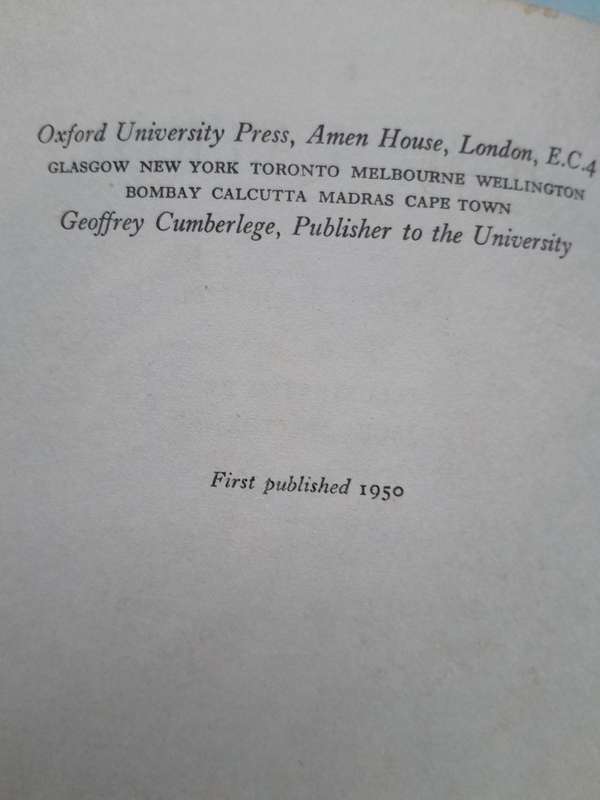 Oxford University Press, Amen House, London, E.C.4
GLASGOW NEW YORK TORONTO MELBOURNE WELLINGTON
BOMBAY CALCUTTA MADRAS CAPE TOWN
Geoffrey Cumberlege, Publisher to the University
First published 1950